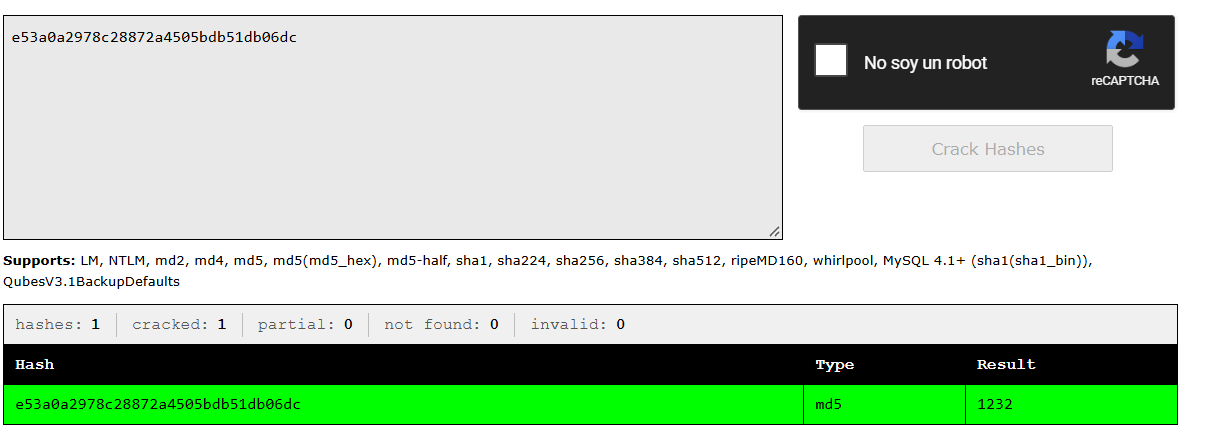 e53a0a2978c28872a4505bdb51db06dc
No soy un robot
reCAPTCHA
Crack Hashes
Supports: LM, NTLM, md2, md4, md5, md5(md5_hex), md5-half, sha1, sha224, sha256, sha384, sha512, ripeMD160, whirlpool, MySQL 4.1+ (sha1(sha1_bin)),
QubesV3.1BackupDefaults
hashes: 1 cracked: 1 partial: 0 not found: 0 invalid: 0
Hash Type Result
e53a0a2978c28872a4505bdb51db06dc md5 1232